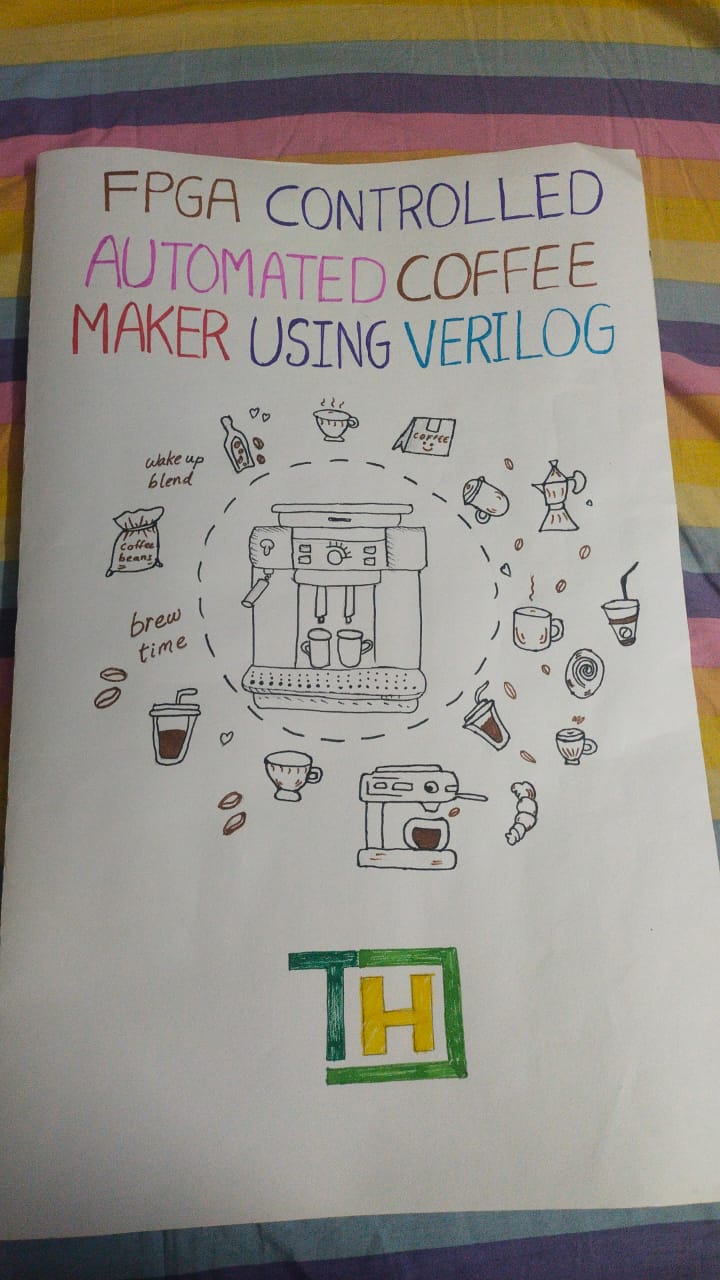 FPGA CONTROLLED
AUTOMATED COFFEE
MAKER USING VERILOG
COFFEE
wake up
blend
coffee
beans
brew
time
TH